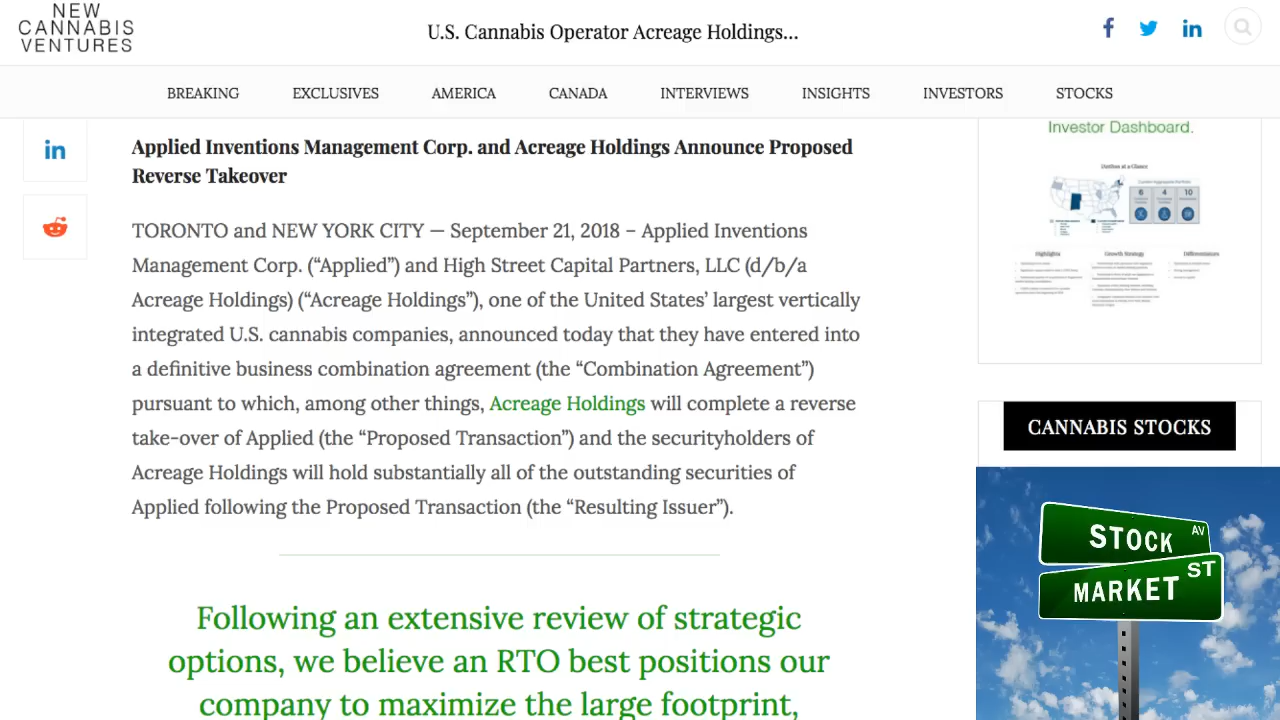 NEW
CANNABIS
VENTURES
U.S. Cannabis Operator Acreage Holdings...
BREAKING EXCLUSIVES AMERICA CANADA INTERVIEWS INSIGHTS INVESTORS STOCKS
Applied Inventions Management Corp. and Acreage Holdings Announce Proposed
Reverse Takeover
TORONTO and NEW YORK CITY — September 21, 2018 – Applied Inventions
Management Corp. (“Applied”) and High Street Capital Partners, LLC (d/b/a
Acreage Holdings) (“Acreage Holdings”), one of the United States’ largest vertically
integrated U.S. cannabis companies, announced today that they have entered into
a definitive business combination agreement (the “Combination Agreement”)
pursuant to which, among other things, Acreage Holdings will complete a reverse
take-over of Applied (the “Proposed Transaction”) and the securityholders of
Acreage Holdings will hold substantially all of the outstanding securities of
Applied following the Proposed Transaction (the “Resulting Issuer”).
Following an extensive review of strategic
options, we believe an RTO best positions our
company to maximize the large footprint,
Investor Dashboard.
6 4 10
Highlights Growth Strategy Differentiators
CANNABIS STOCKS
STOCK AV
MARKET ST